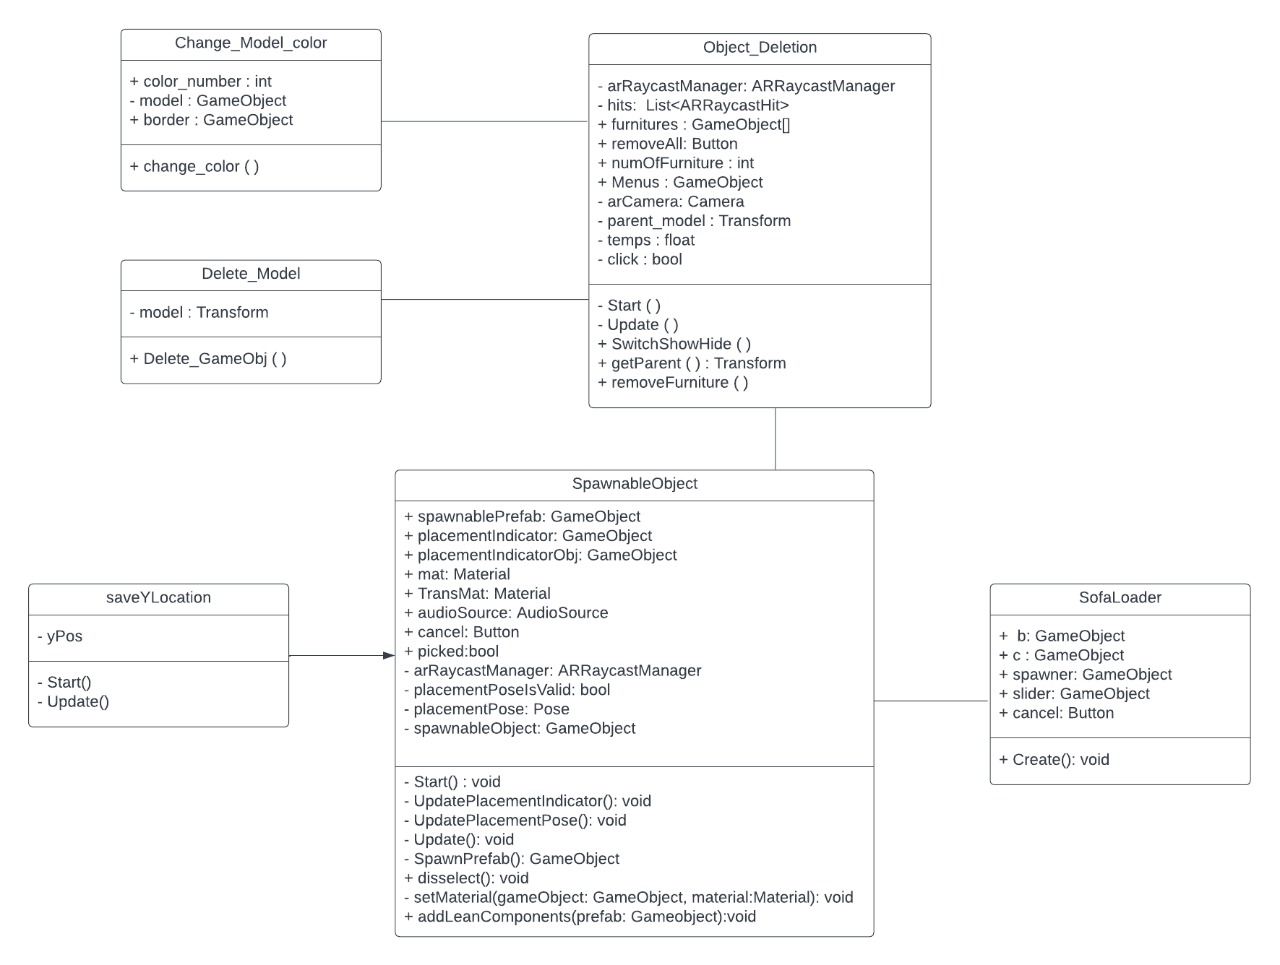 Change_Model_color
+ color_number : int
- model : GameObject
+ border : GameObject
+ change_color ( )
Object_Deletion
- arRaycastManager: ARRaycastManager
- hits:  List<ARRaycastHit>
+ furnitures : GameObject[]
+ removeAll: Button
+ numOfFurniture : int
+ Menus : GameObject
- arCamera: Camera
- parent_model : Transform
- temps : float
- click : bool
- Start ( )
- Update ( )
+ SwitchShowHide ( )
+ getParent ( ) : Transform
+ removeFurniture ( )
Delete_Model
- model : Transform
+ Delete_GameObj ( )
SpawnableObject
+ spawnablePrefab: GameObject
+ placementIndicator: GameObject
+ placementIndicatorObj: GameObject
+ mat: Material
+ TransMat: Material
+ audioSource: AudioSource
+ cancel: Button
+ picked:bool
- arRaycastManager: ARRaycastManager
- placementPoseIsValid: bool
- placementPose: Pose
- spawnableObject: GameObject
- Start() : void
- UpdatePlacementIndicator(): void
- UpdatePlacementPose(): void
- Update(): void
- SpawnPrefab(): GameObject
+ disselect(): void
- setMaterial(gameObject: GameObject, material:Material): void
+ addLeanComponents(prefab: Gameobject):void
saveYLocation
- yPos
- Start()
- Update()
SofaLoader
+  b: GameObject
+ c : GameObject
+ spawner: GameObject
+ slider: GameObject
+ cancel: Button
+ Create(): void